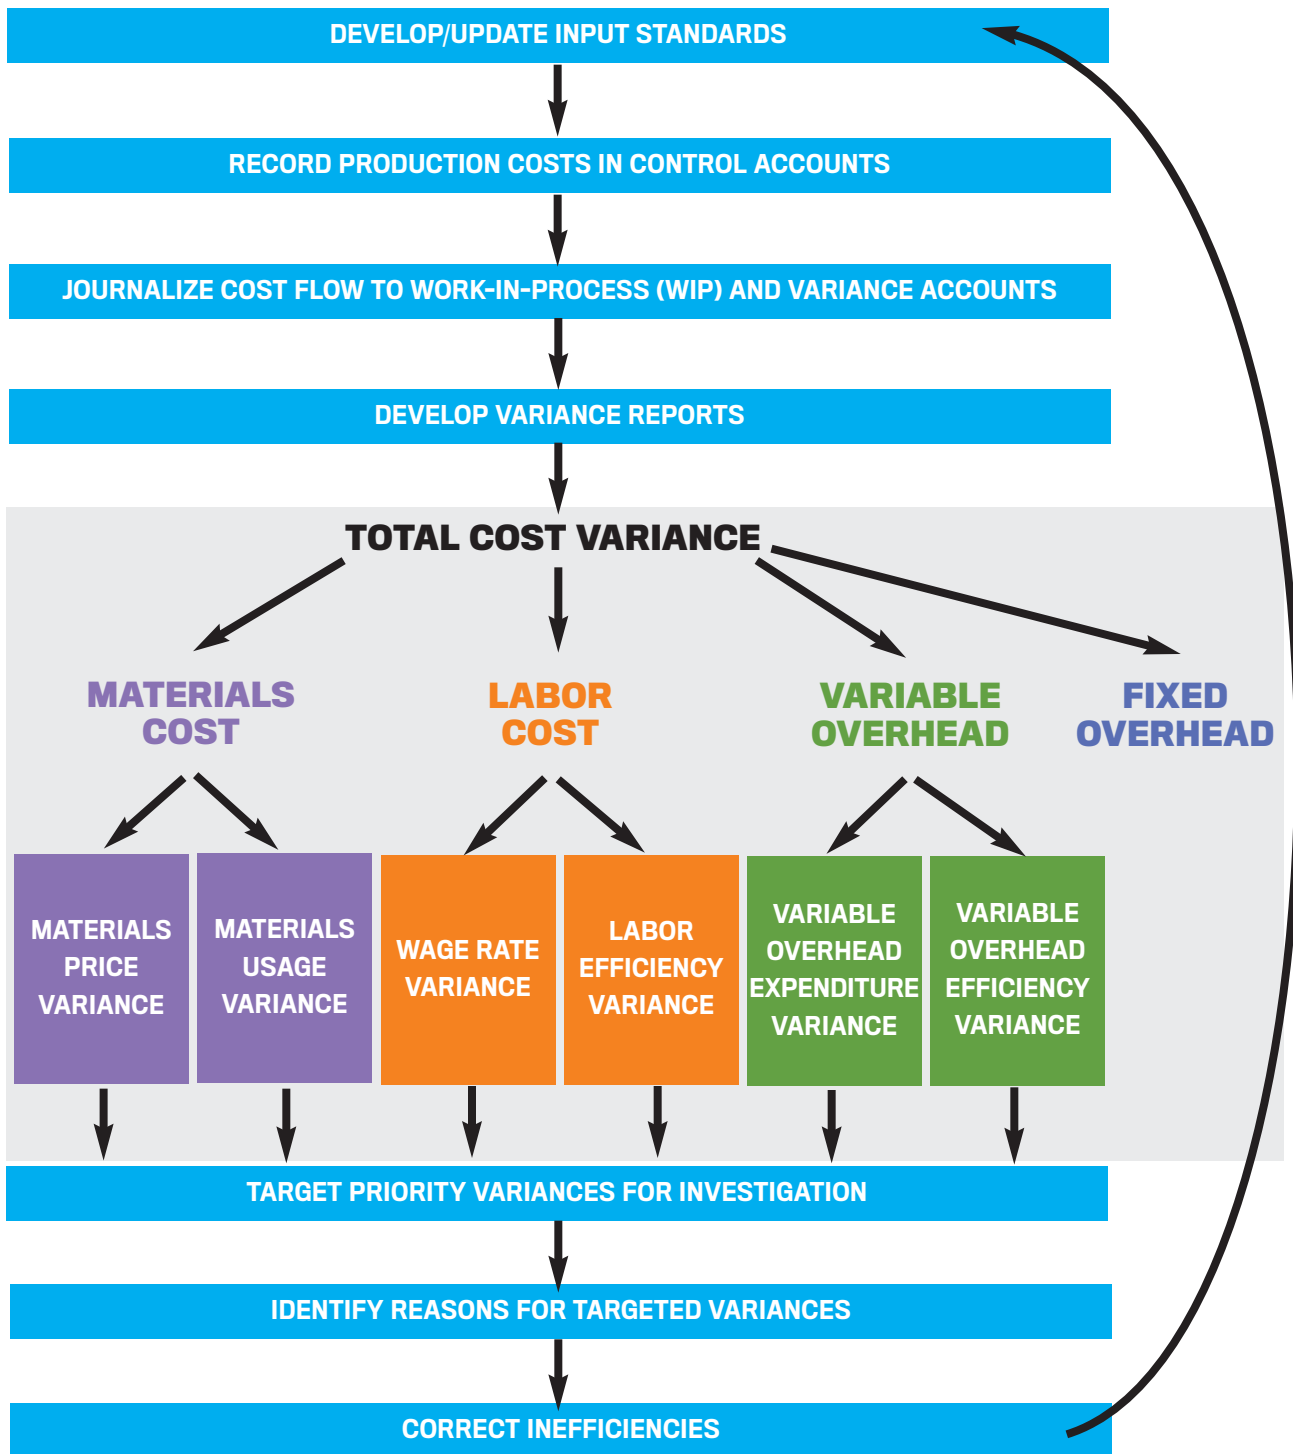 DEVELOP/UPDATE INPUT STANDARDS
RECORD PRODUCTION COSTS IN CONTROL ACCOUNTS
JOURNALIZE COST FLOW TO WORK-IN-PROCESS (WIP) AND VARIANCE ACCOUNTS
DEVELOP VARIANCE REPORTS
TOTAL COST VARIANCE
MATERIALS
COST
LABOR
COST
VARIABLE
OVERHEAD
FIXED
OVERHEAD
MATERIALS
PRICE
VARIANCE
MATERIALS
USAGE
VARIANCE
WAGE RATE
VARIANCE
LABOR
EFFICIENCY
VARIANCE
VARIABLE
OVERHEAD
EXPENDITURE
VARIANCE
VARIABLE
OVERHEAD
EFFICIENCY
VARIANCE
TARGET PRIORITY VARIANCES FOR INVESTIGATION
IDENTIFY REASONS FOR TARGETED VARIANCES
CORRECT INEFFICIENCIES